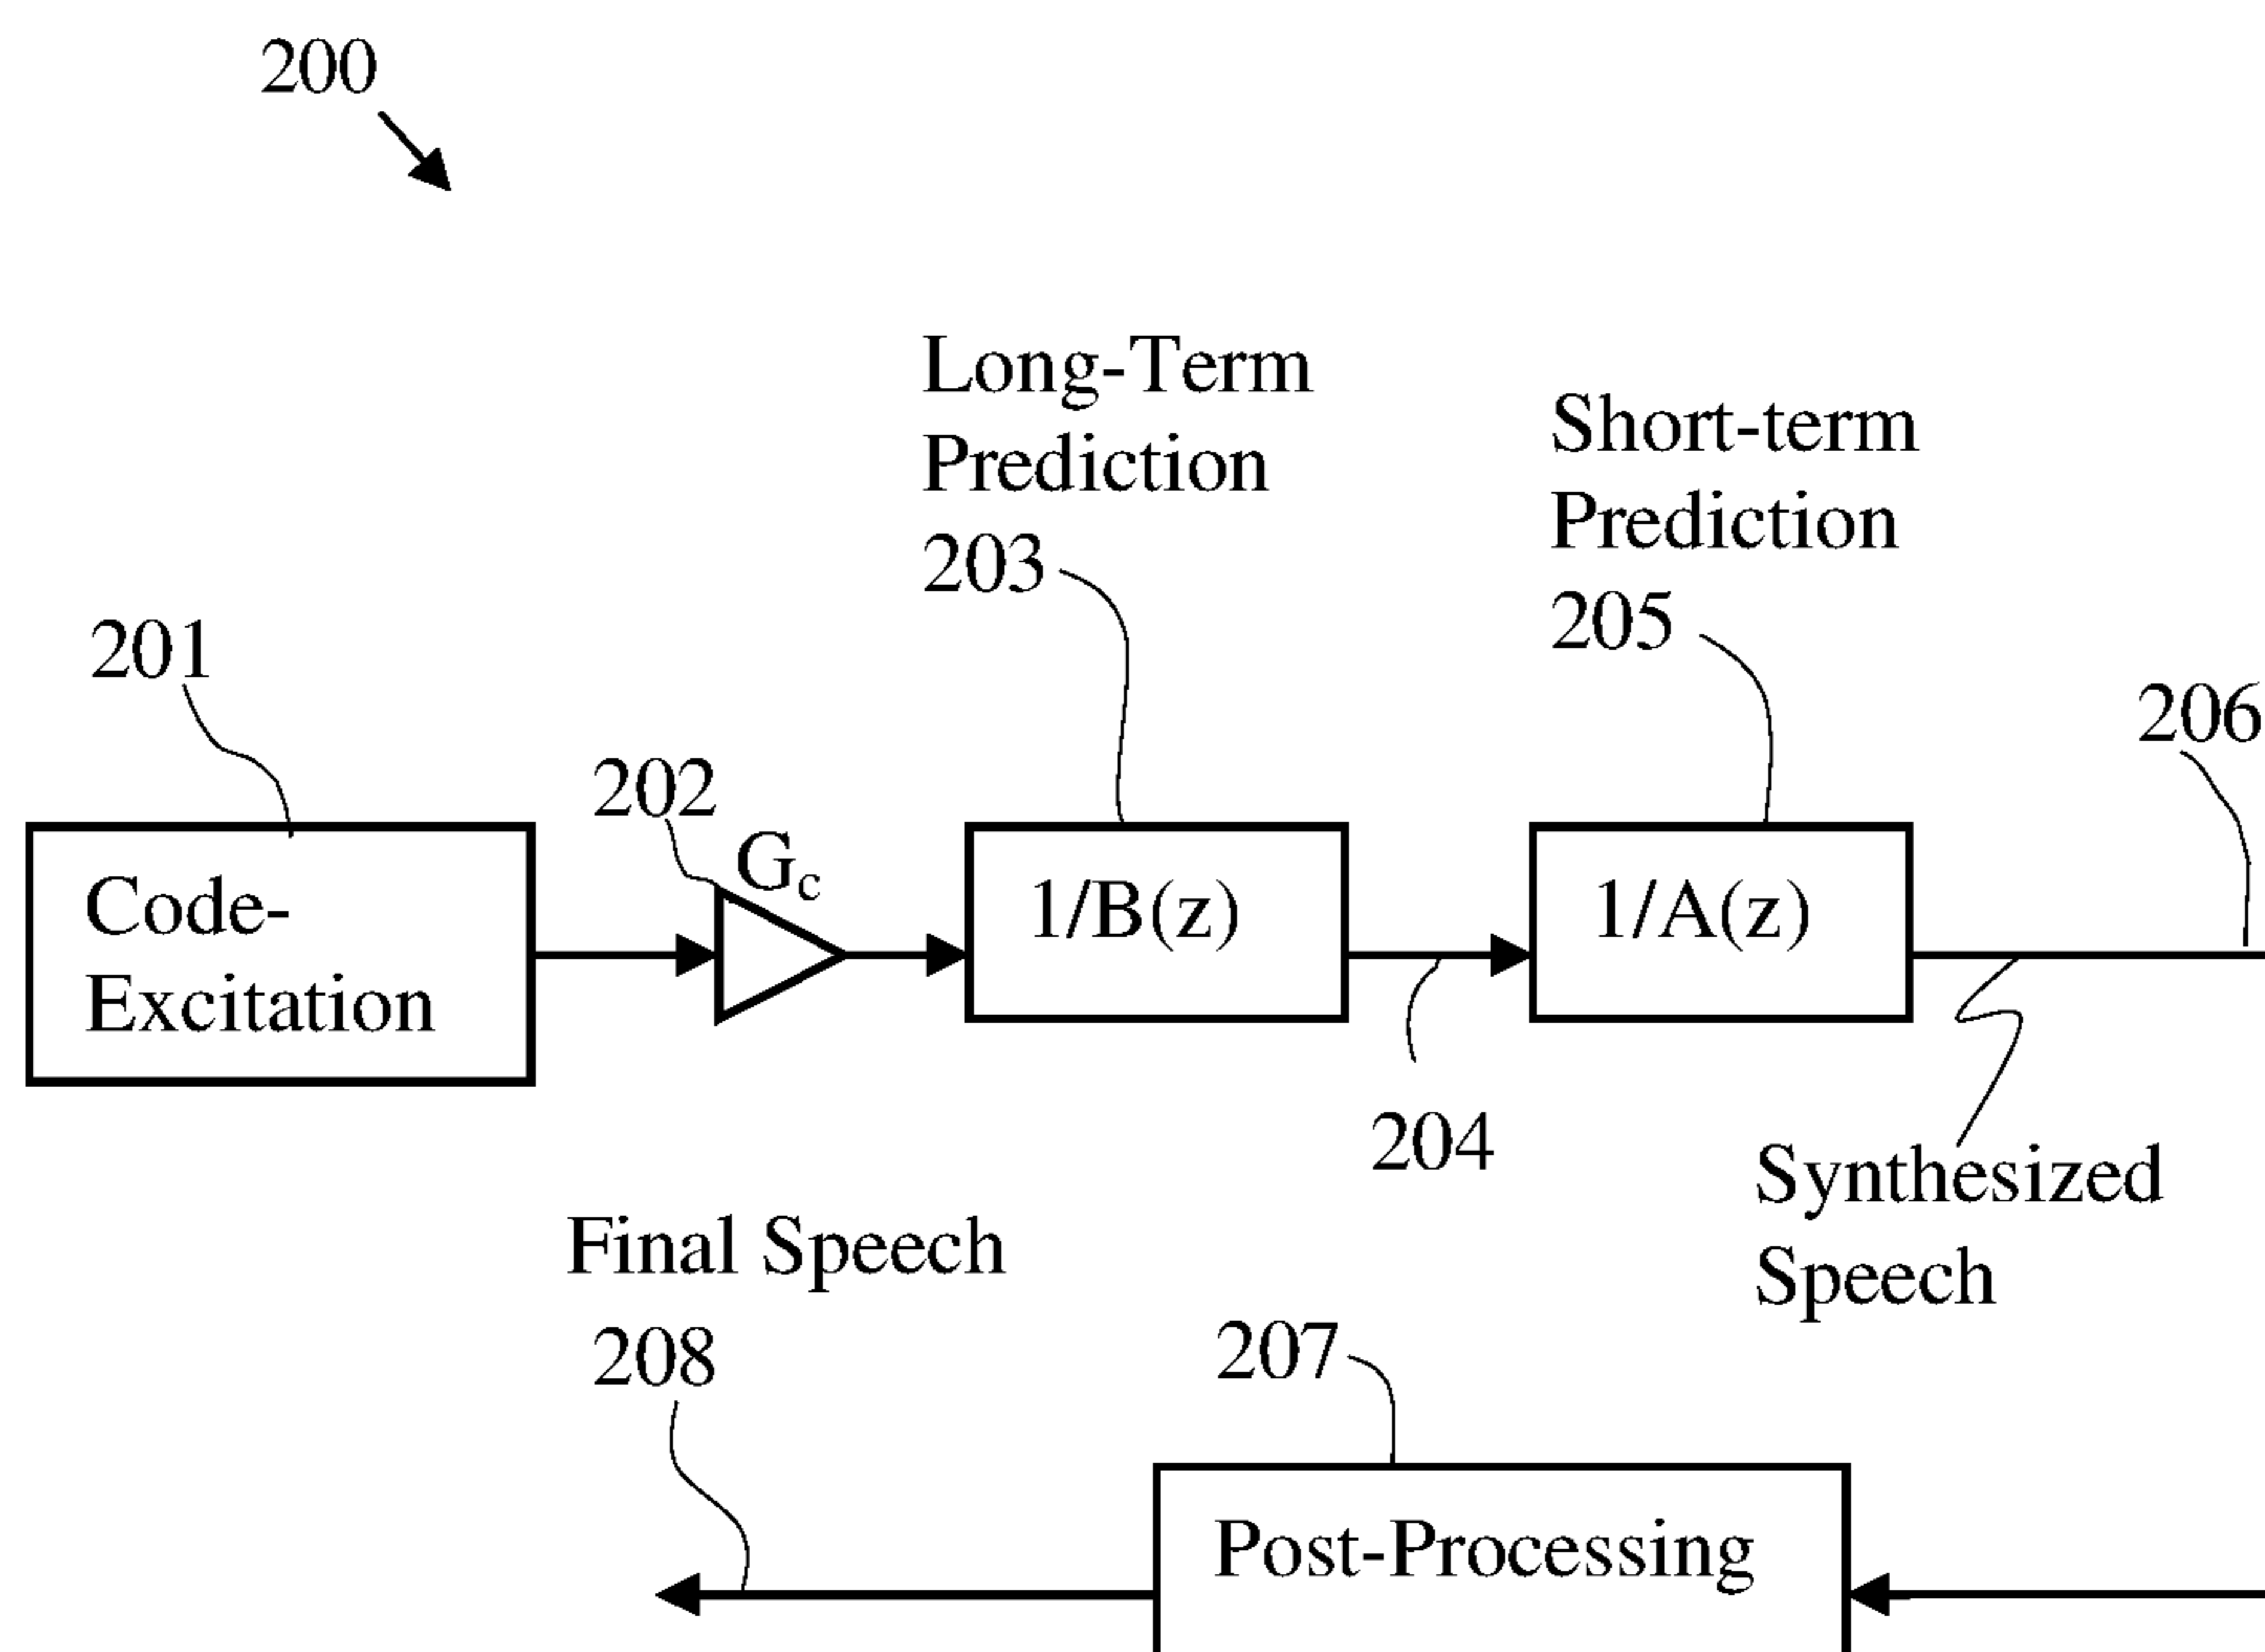 200
Long-Term
Prediction
203
Short-term
Prediction
205
201
206
202
G_c
Code-
Excitation
1/B(z)
1/A(z)
204
Synthesized
Speech
Final Speech
208
207
Post-Processing